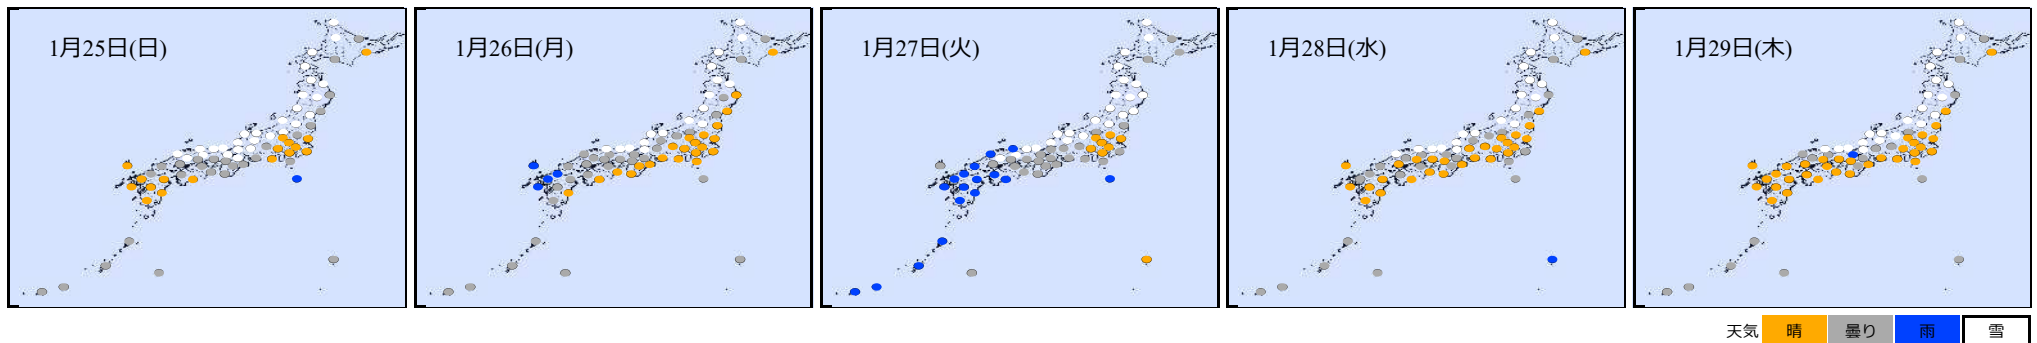 1月25日(日)
1月26日(月)
1月27日(火)
1月28日(水)
1月29日(木)
天気 晴 曇り 雨 雪